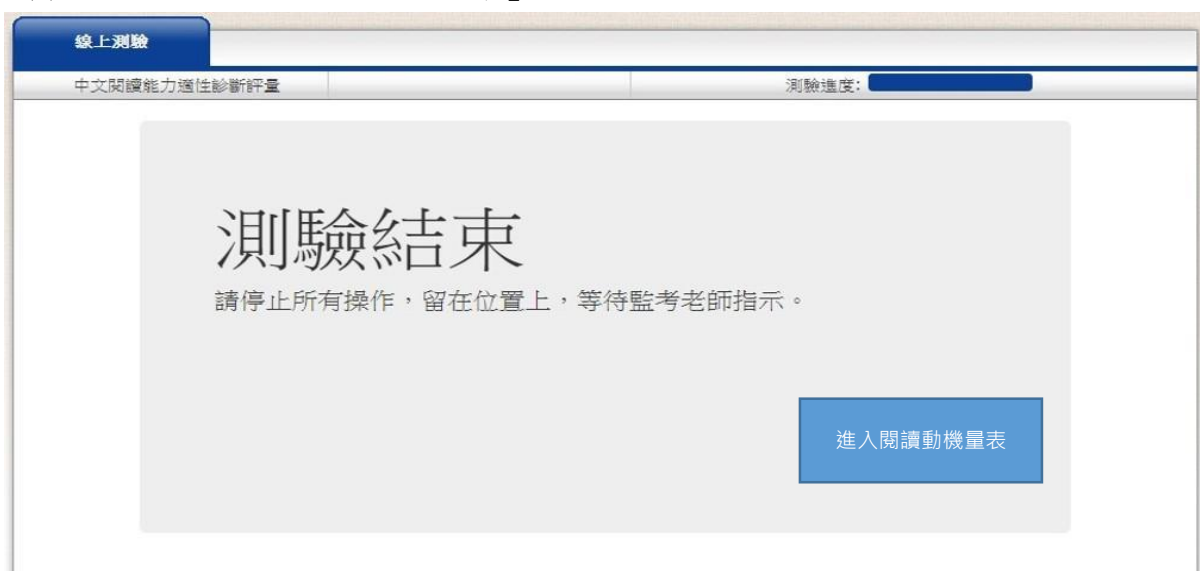 線上測驗
中文閱讀能力適性診斷評量
測驗進度:
測驗結束
請停止所有操作，留在位置上，等待監考老師指示。
進入閱讀動機量表